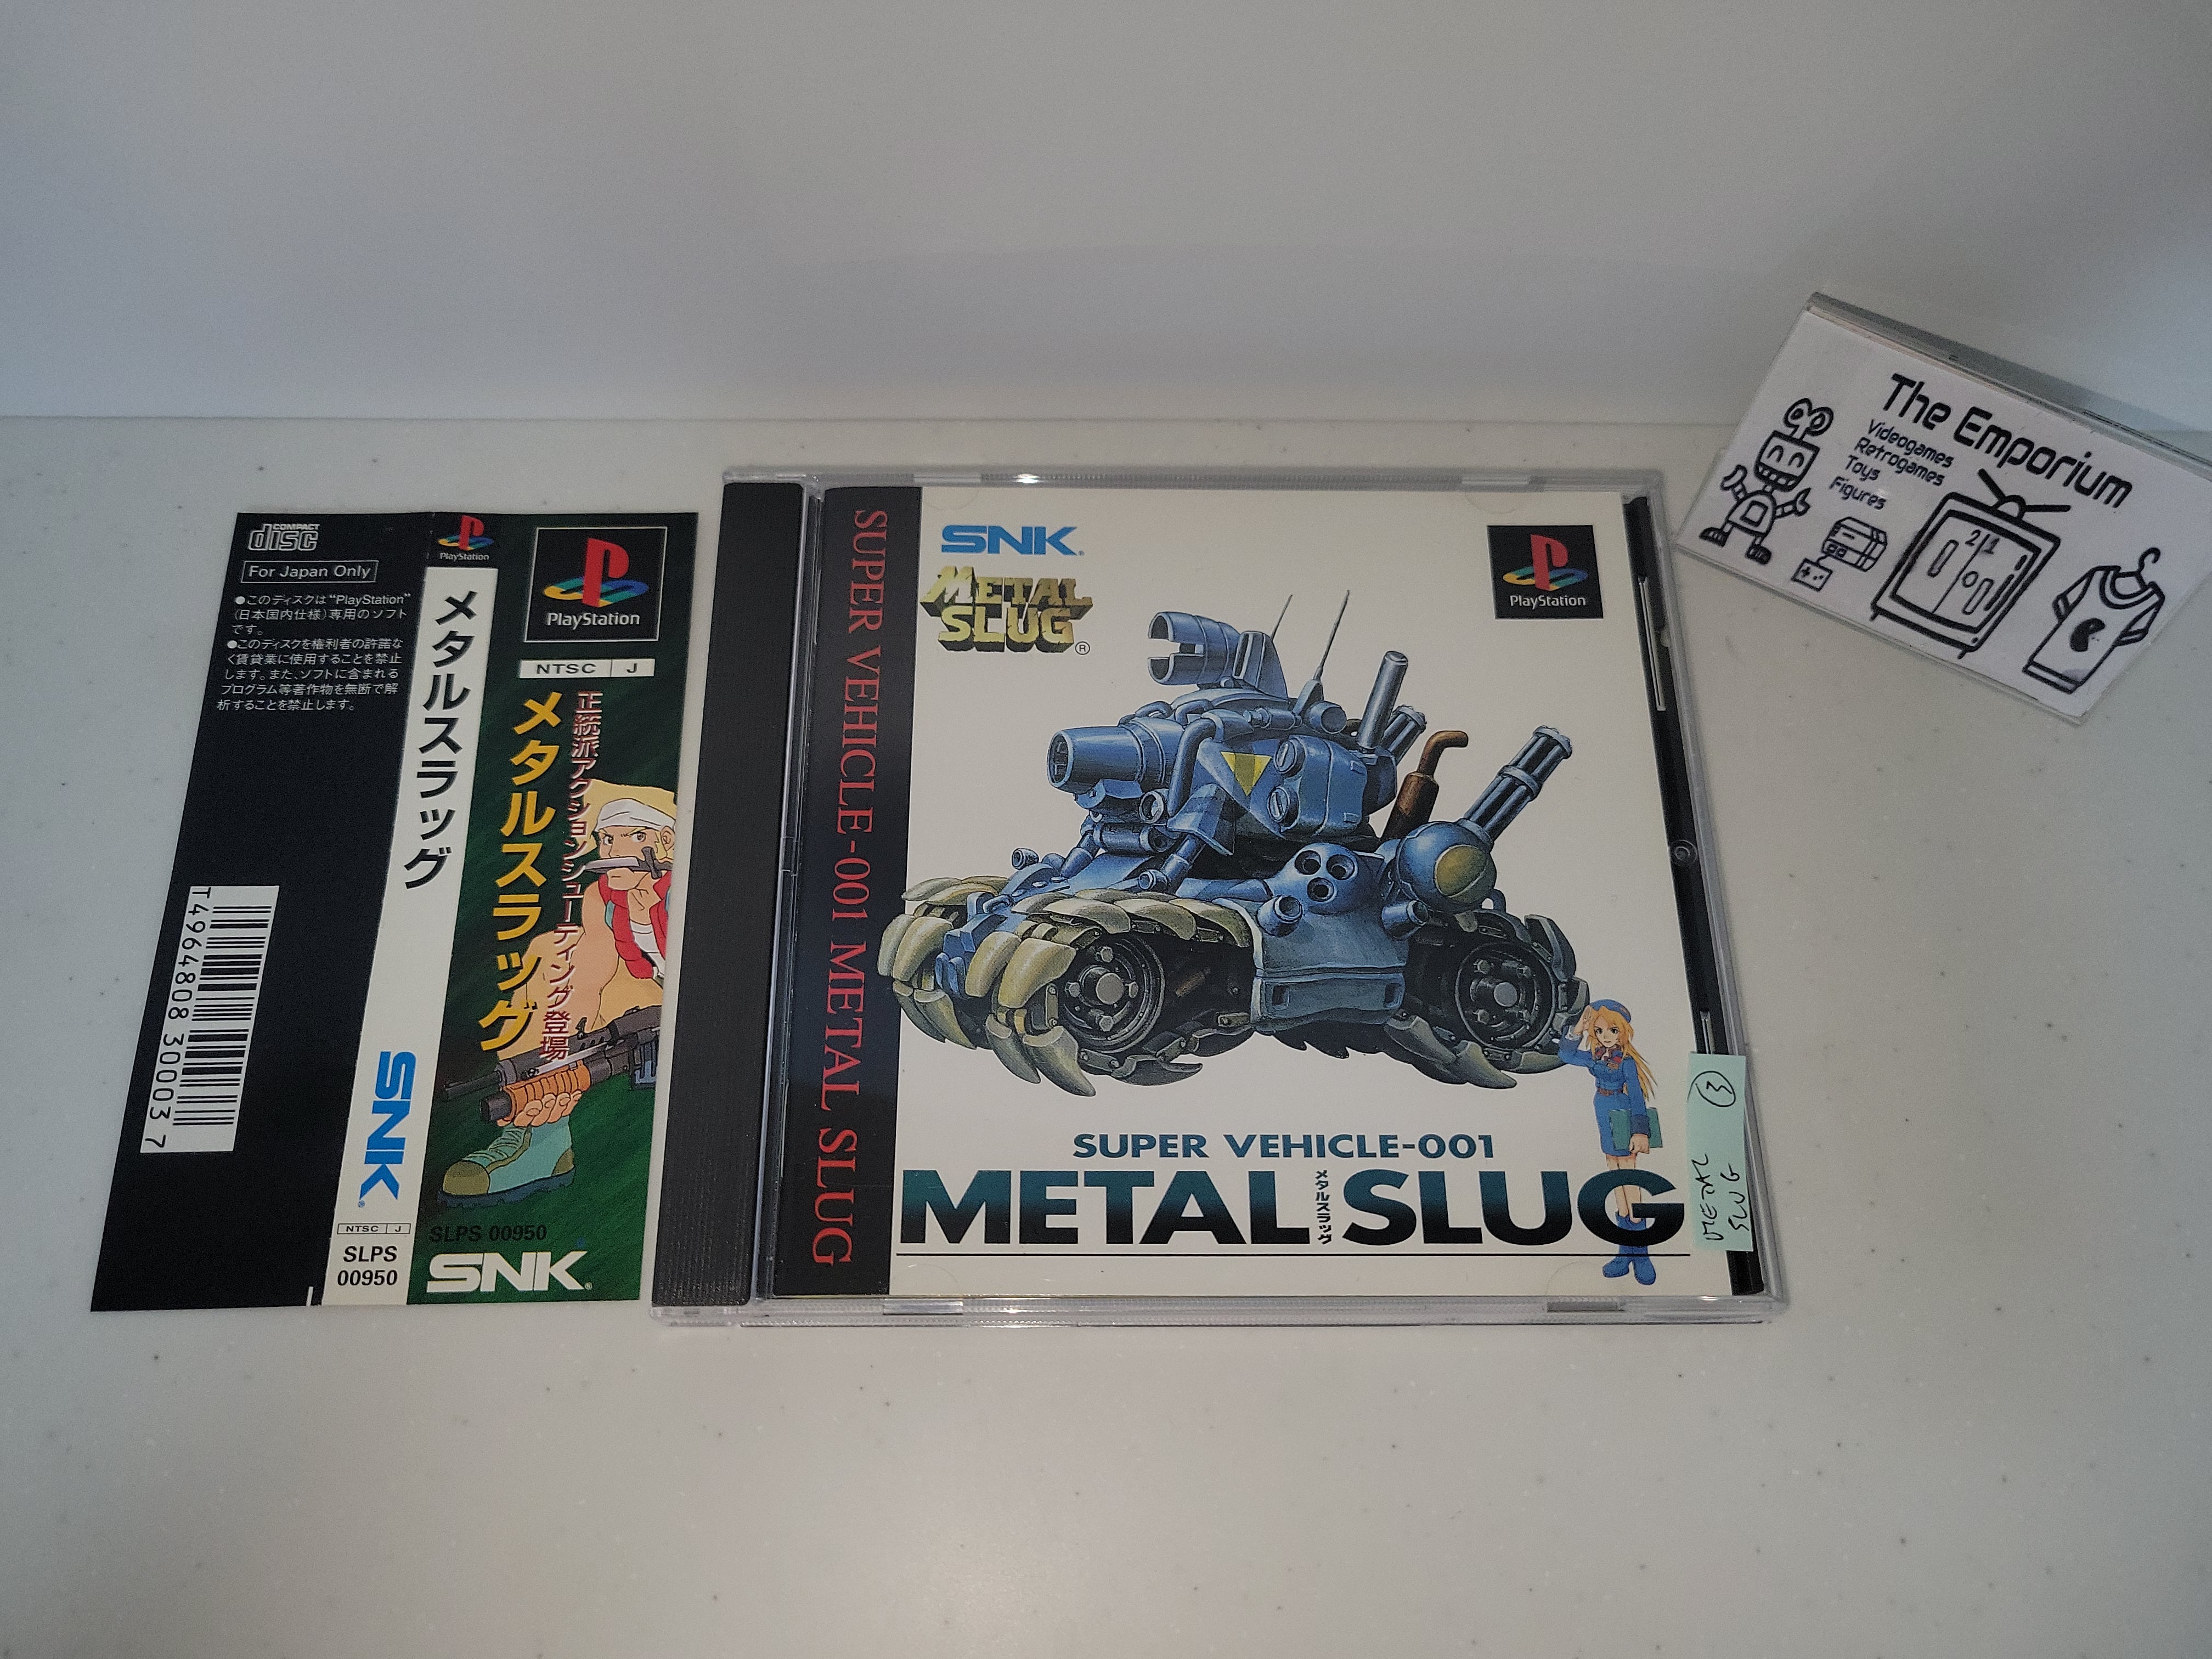 COMPACT
disc
For Japan Only
●このディスクは"PlayStation"
(日本国内仕様)専用のソフト
です。
●このディスクを権利者の許諾な
く賃貸業に使用することを禁止
します。また、ソフトに含まれる
プログラム等著作物を無断で解
析することを禁止します。
T4964808 30003 7
PlayStation
メタルスラッグ
SNK
NTSC J
SLPS
00950
PlayStation
NTSC J
正統派アクションシューティング登場
メタルスラッグ
SLPS 00950
SNK
SUPER VEHICLE-001 METAL SLUG
SNK
METAL
SLUG®
PlayStation
SUPER VEHICLE-001
METAL SLUG
メタルスラッグ
③
METAL
SLUG
The Emporium
Videogames
Retrogames
Toys
Figures